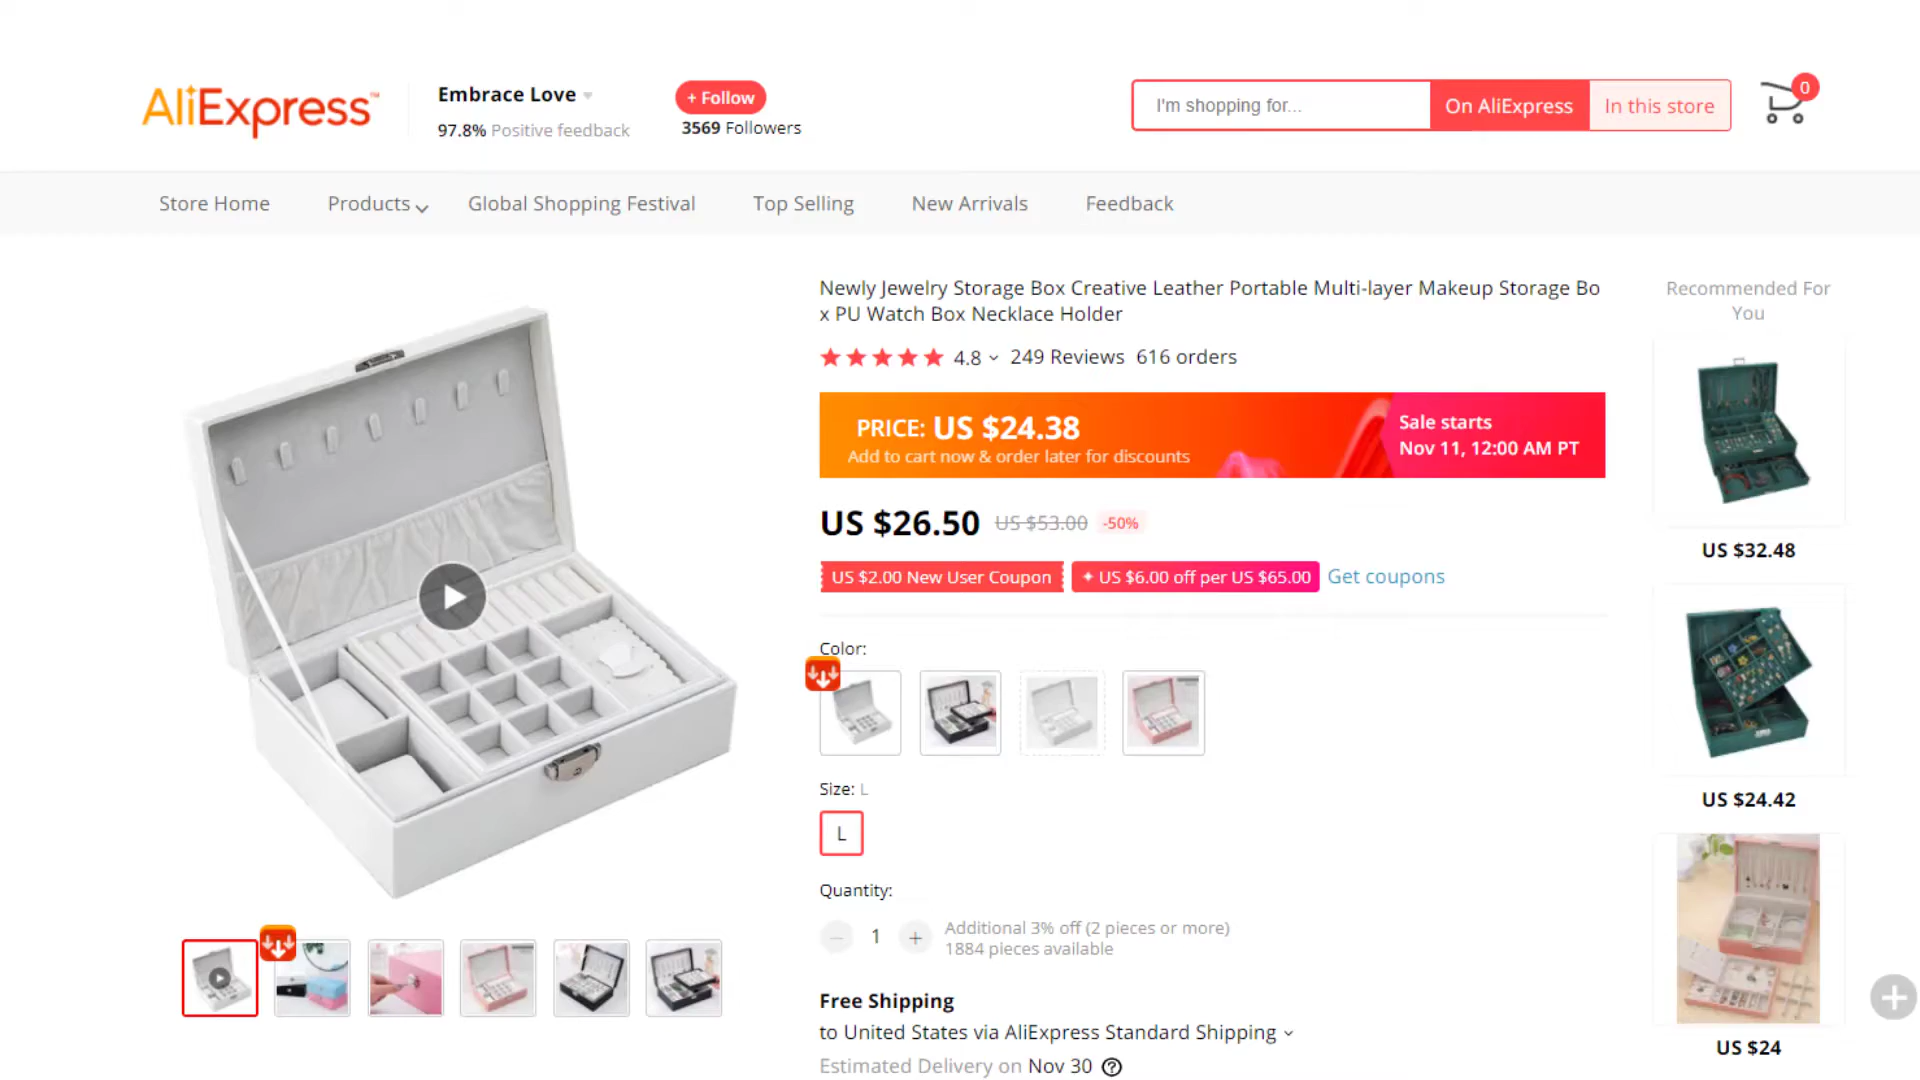 AliExpress™
Embrace Love
97.8% Positive feedback
+ Follow
3569 Followers
I'm shopping for...
On AliExpress
In this store
0
Store Home
Products
Global Shopping Festival
Top Selling
New Arrivals
Feedback
Newly Jewelry Storage Box Creative Leather Portable Multi-layer Makeup Storage Bo
x PU Watch Box Necklace Holder
4.8
249 Reviews
616 orders
PRICE: US $24.38
Add to cart now & order later for discounts
Sale starts
Nov 11, 12:00 AM PT
US $26.50
US $53.00
-50%
US $2.00 New User Coupon
US $6.00 off per US $65.00
Get coupons
Color:
Size: L
L
Quantity:
1
Additional 3% off (2 pieces or more)
1884 pieces available
Free Shipping
to United States via AliExpress Standard Shipping
Estimated Delivery on Nov 30
Recommended For
You
US $32.48
US $24.42
US $24